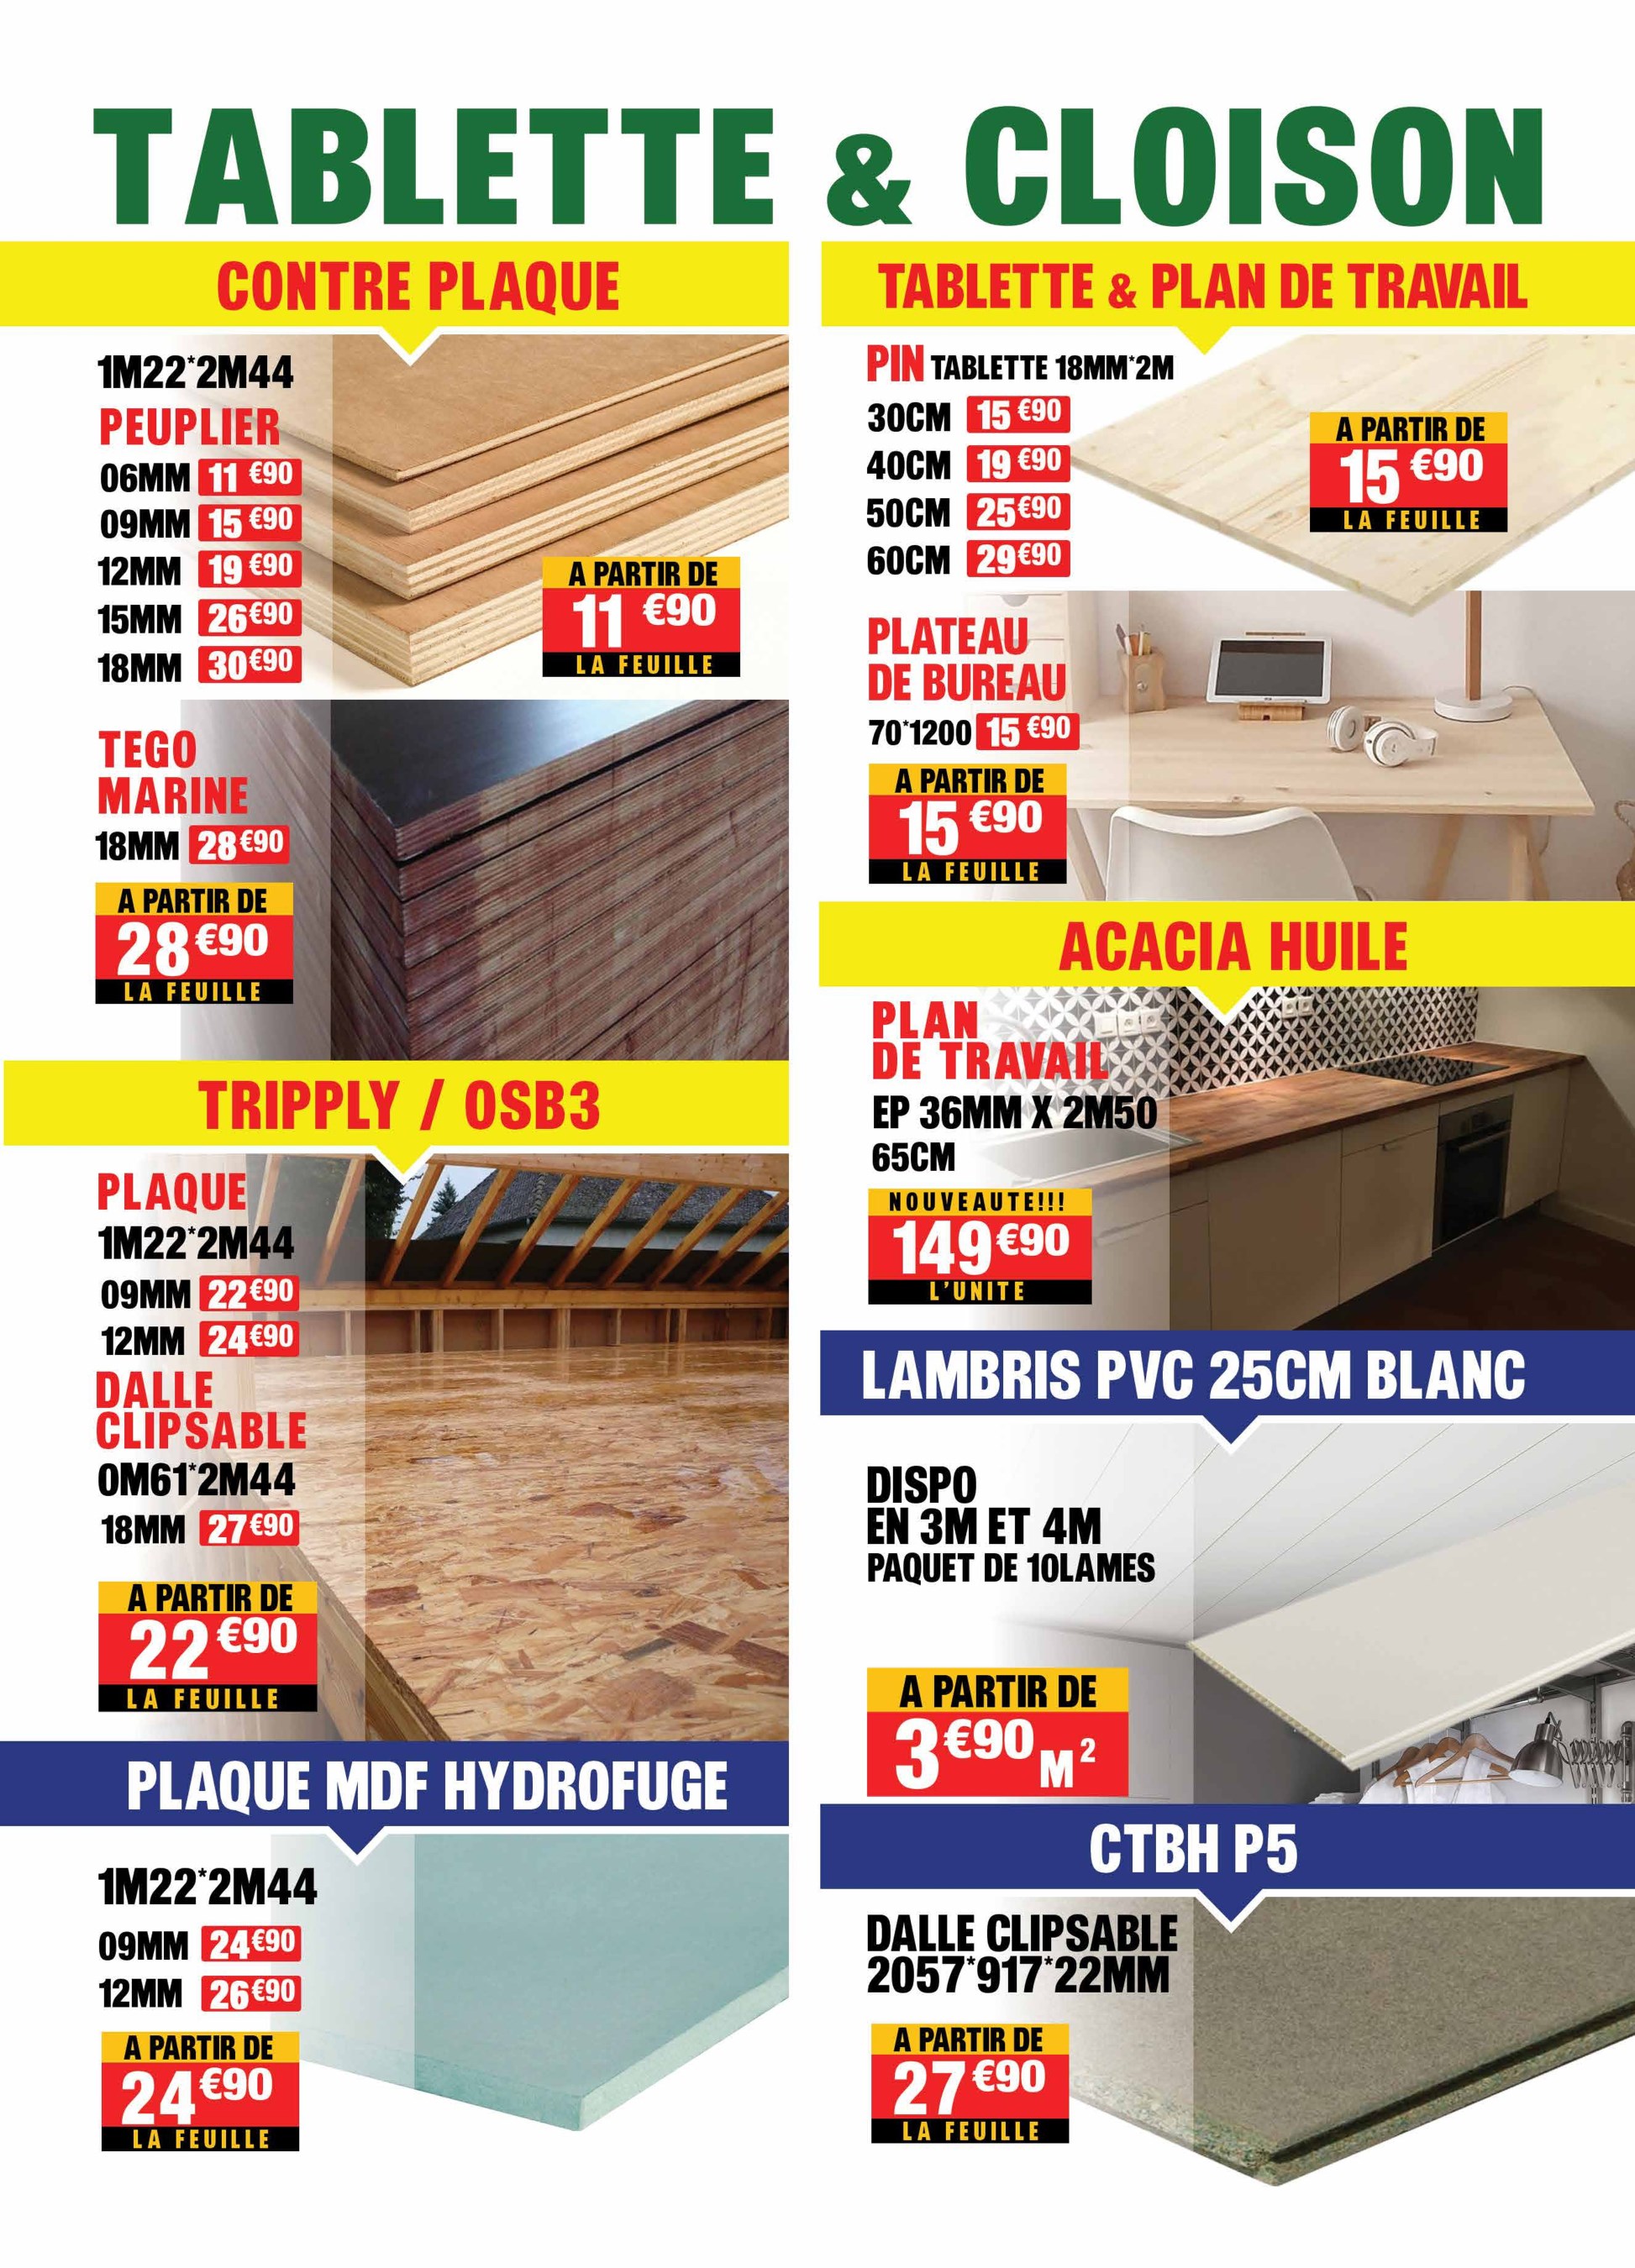 TABLETTE & CLOISON
CONTRE PLAQUE
1M22*2M44
PEUPLIER
06MM 11 €90
09MM 15 €90
12MM 19 €90
15MM 26€90
18MM 30€90
A PARTIR DE
11 €90
LA FEUILLE
TEGO
MARINE
18MM 28€90
A PARTIR DE
28€90
LA FEUILLE
TRIPPLY / OSB3
PLAQUE
1M22*2M44
09MM 22€90
12MM 24€90
DALLE
CLIPSABLE
0M61*2M44
18MM 27€90
A PARTIR DE
22€90
LA FEUILLE
PLAQUE MDF HYDROFUGE
1M22*2M44
09MM 24€90
12MM 26€90
A PARTIR DE
24€90
LA FEUILLE
TABLETTE & PLAN DE TRAVAIL
PIN TABLETTE 18MM*2M
30CM 15 €90
40CM 19 €90
50CM 25€90
60CM 29€90
A PARTIR DE
15 €90
LA FEUILLE
PLATEAU
DE BUREAU
70*1200 15 €90
A PARTIR DE
15 €90
LA FEUILLE
ACACIA HUILE
PLAN
DE TRAVAIL
EP 36MM X 2M50
65CM
NOUVEAUTE!!!
149€90
L'UNITE
LAMBRIS PVC 25CM BLANC
DISPO
EN 3M ET 4M
PAQUET DE 10LAMES
A PARTIR DE
3€90 M²
CTBH P5
DALLE CLIPSABLE
2057*917*22MM
A PARTIR DE
27€90
LA FEUILLE